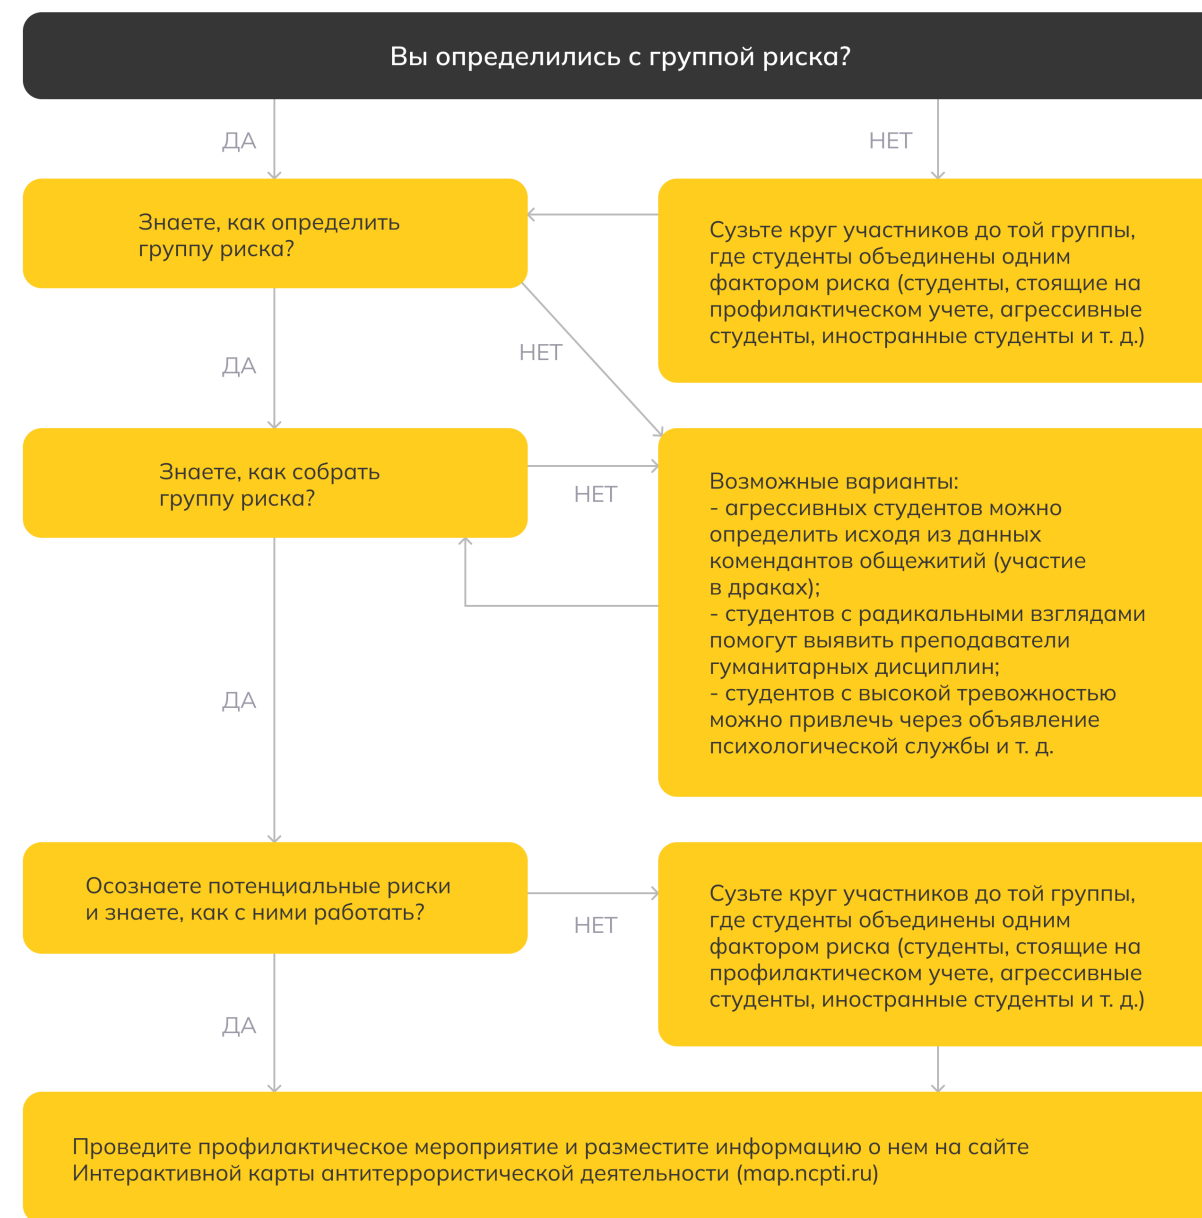 Вы определились с группой риска?
ДА
НЕТ
Знаете, как определить
группу риска?
Сузьте круг участников до той группы,
где студенты объединены одним
фактором риска (студенты, стоящие на
профилактическом учете, агрессивные
студенты, иностранные студенты и т. д.)
ДА
НЕТ
Знаете, как собрать
группу риска?
НЕТ
Возможные варианты:
- агрессивных студентов можно
определить исходя из данных
комендантов общежитий (участие
в драках);
- студентов с радикальными взглядами
помогут выявить преподаватели
гуманитарных дисциплин;
- студентов с высокой тревожностью
можно привлечь через объявление
психологической службы и т. д.
ДА
Осознаете потенциальные риски
и знаете, как с ними работать?
НЕТ
Сузьте круг участников до той группы,
где студенты объединены одним
фактором риска (студенты, стоящие на
профилактическом учете, агрессивные
студенты, иностранные студенты и т. д.)
ДА
Проведите профилактическое мероприятие и разместите информацию о нем на сайте
Интерактивной карты антитеррористической деятельности (map.ncpti.ru)